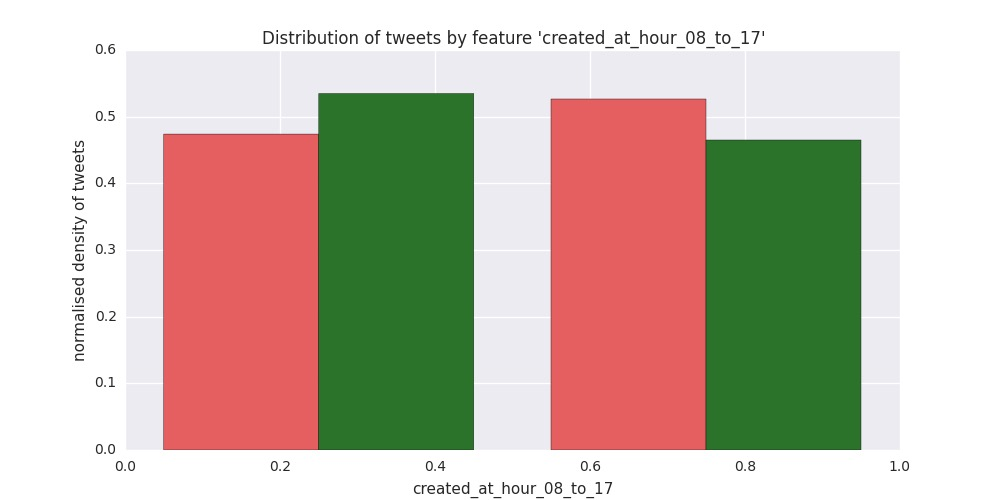 Distribution of tweets by feature 'created_at_hour_08_to_17'
0.6
0.5
0.4
0.3
0.2
0.1
0.0
normalised density of tweets
0.0 0.2 0.4 0.6 0.8 1.0
created_at_hour_08_to_17